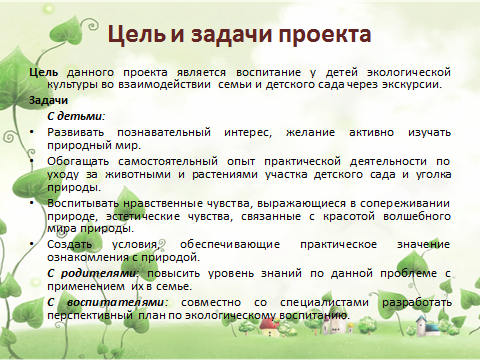 Цель и задачи проекта
Цель данного проекта является воспитание у детей экологической
культуры во взаимодействии семьи и детского сада через экскурсии.
Задачи
С детьми:
• Развивать познавательный интерес, желание активно изучать
природный мир.
• Обогащать самостоятельный опыт практической деятельности по
уходу за животными и растениями участка детского сада и уголка
природы.
• Воспитывать нравственные чувства, выражающиеся в сопереживании
природе, эстетические чувства, связанные с красотой волшебного
мира природы.
• Создать условия, обеспечивающие практическое значение
ознакомления с природой.
С родителями: повысить уровень знаний по данной проблеме с
применением их в семье.
С воспитателями: совместно со специалистами разработать
перспективный план по экологическому воспитанию.